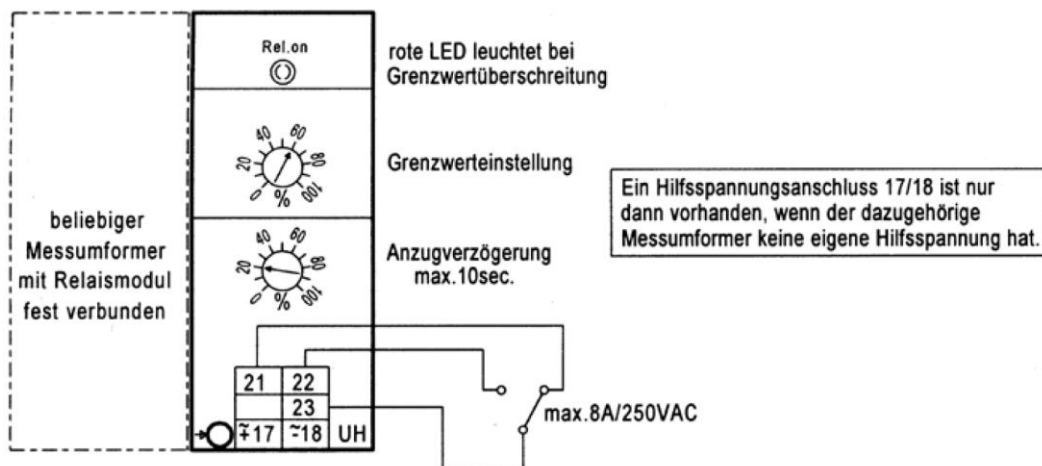 Rel.on
rote LED leuchtet bei
Grenzwertüberschreitung
0 20 40 60 80 100
%
Grenzwerteinstellung
Ein Hilfsspannungsanschluss 17/18 ist nur
dann vorhanden, wenn der dazugehörige
Messumformer keine eigene Hilfsspannung hat.
beliebiger
Messumformer
mit Relaismodul
fest verbunden
0 20 40 60 80 100
%
Anzugverzögerung
max.10sec.
21 22
23
max.8A/250VAC
≂+17 ≂-18 UH